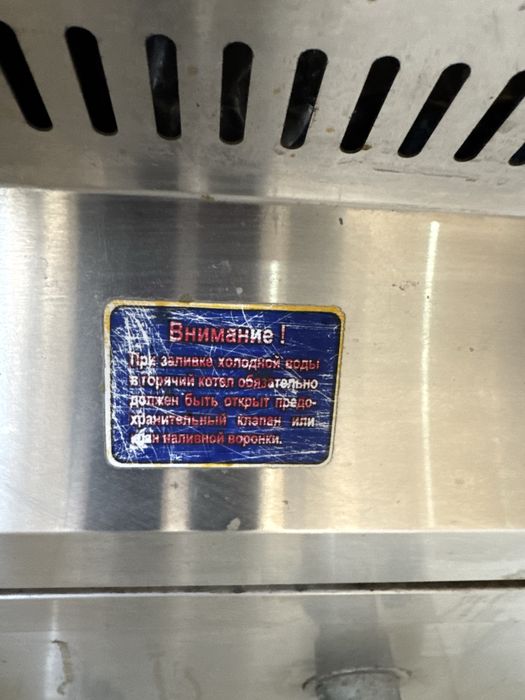 Внимание !
При заливке холодной воды
в горячий котел обязательно
должен быть открыт предо-
хранительный клапан или
кран наливной воронки.